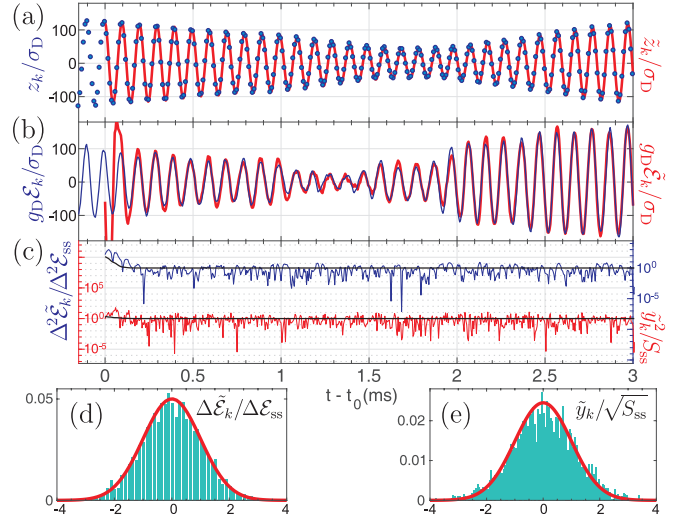 (a)
100
0
-100
z_k/σ_D
z̃_k/σ_D
(b)
100
0
-100
g_D ℰ_k/σ_D
g_D ℰ̃_k/σ_D
(c)
10^5
10^0
10^-5
10^0
10^-5
Δ²ℰ̃_k/Δ²ℰ_ss
ỹ_k²/S_ss
0 0.5 1 1.5 2 2.5 3
t - t_0(ms)
(d)
Δℰ̃_k/Δℰ_ss
0.05
0
-4 -2 0 2 4
(e)
ỹ_k/√S_ss
0.02
0.01
0
-4 -2 0 2 4